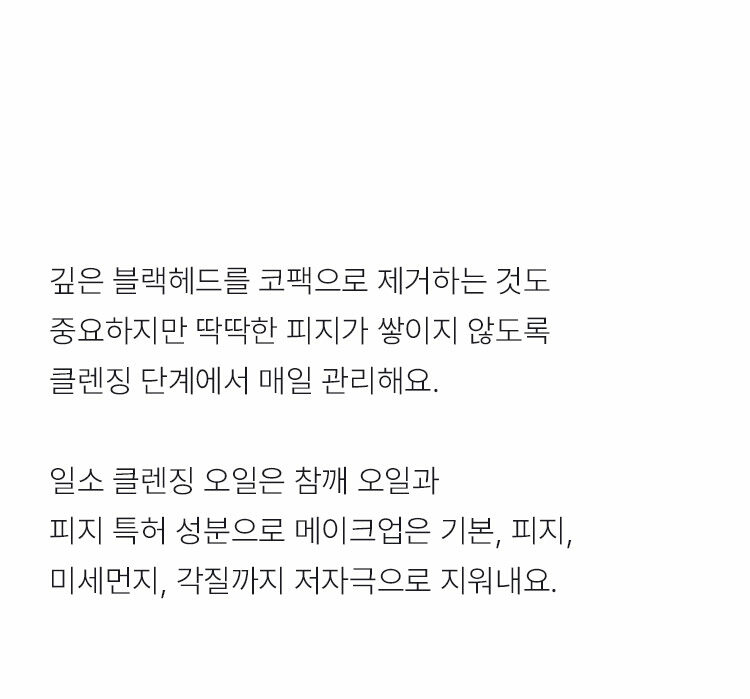 깊은 블랙헤드를 코팩으로 제거하는 것도
중요하지만 딱딱한 피지가 쌓이지 않도록
클렌징 단계에서 매일 관리해요.
일소 클렌징 오일은 참깨 오일과
피지 특허 성분으로 메이크업은 기본, 피지,
미세먼지, 각질까지 저자극으로 지워내요.